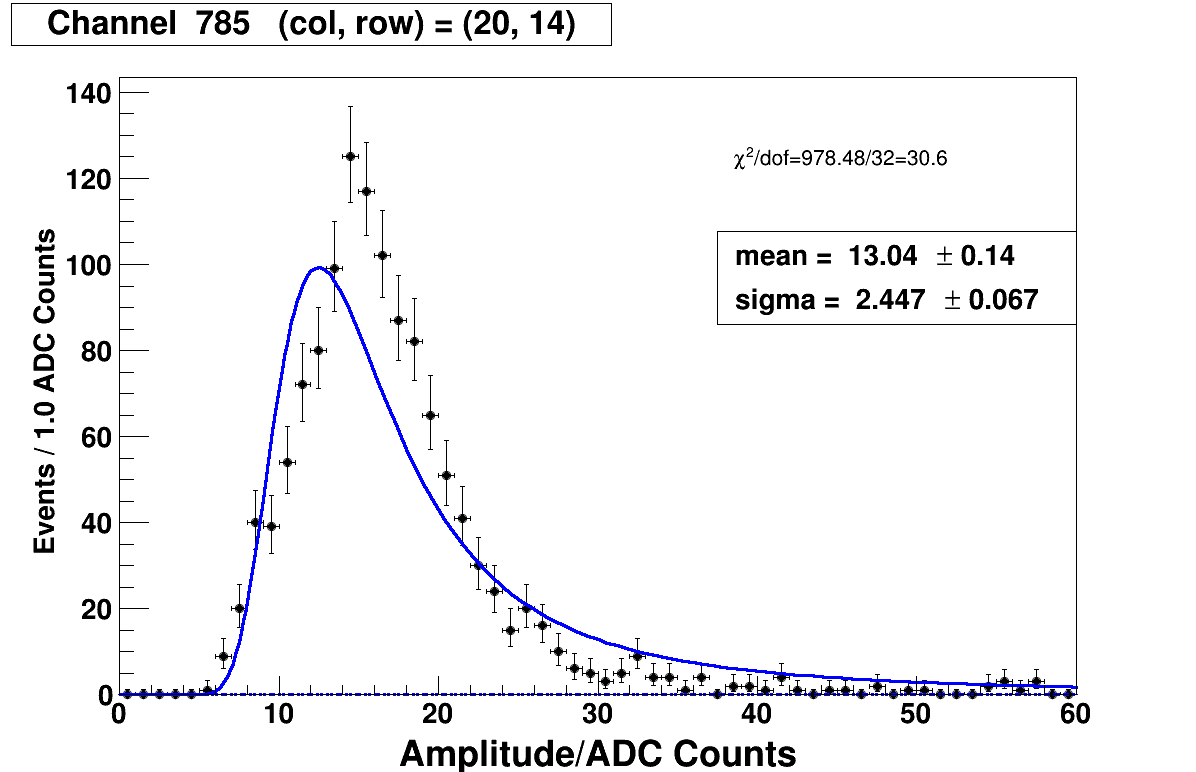 Channel 785 (col, row) = (20, 14)
140
120
100
80
60
40
20
0
Events / 1.0 ADC Counts
χ²/dof=978.48/32=30.6
mean = 13.04 ± 0.14
sigma = 2.447 ± 0.067
0 10 20 30 40 50 60
Amplitude/ADC Counts